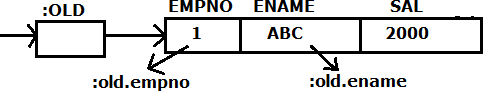 :OLD EMPNO ENAME SAL
1 ABC 2000
:old.empno :old.ename